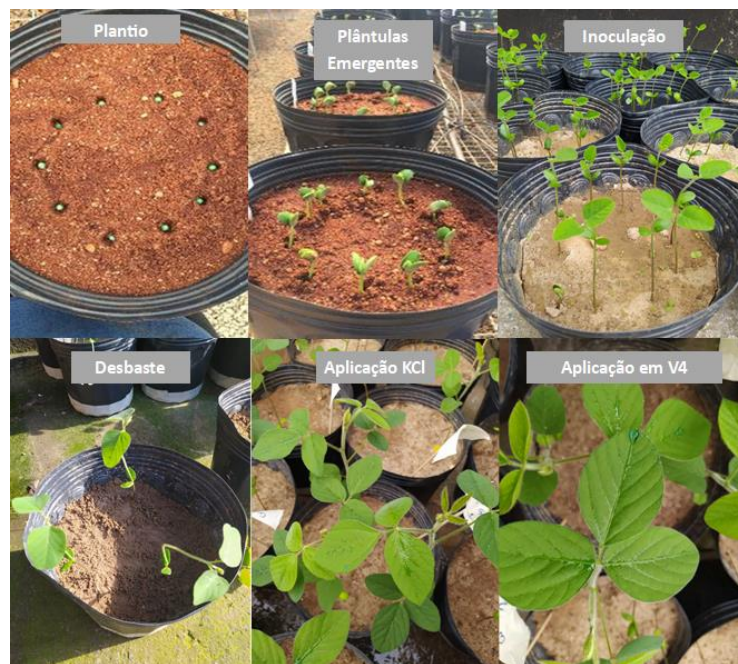 Plantio
Plântulas
Emergentes
Inoculação
Desbaste
Aplicação KCl
Aplicação em V4